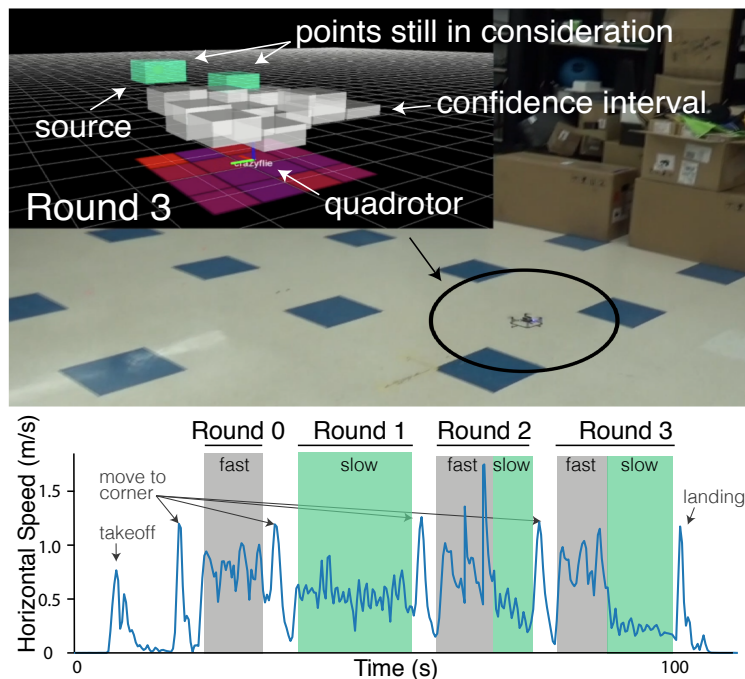 points still in consideration
source
confidence interval
crazyflie
Round 3
quadrotor
Round 0
Round 1
Round 2
Round 3
fast
slow
fast
slow
fast
slow
move to
corner
takeoff
landing
Horizontal Speed (m/s)
1.5
1.0
0.5
0
0
100
Time (s)